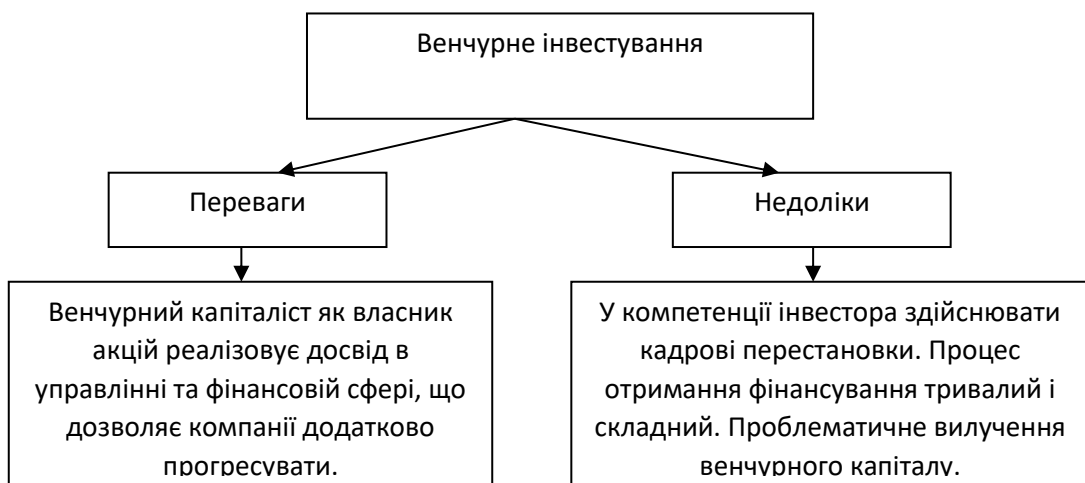 Венчурне інвестування
Переваги
Недоліки
Венчурний капіталіст як власник
акцій реалізовує досвід в
управлінні та фінансовій сфері, що
дозволяє компанії додатково
прогресувати.
У компетенції інвестора здійснювати
кадрові перестановки. Процес
отримання фінансування тривалий і
складний. Проблематичне вилучення
венчурного капіталу.